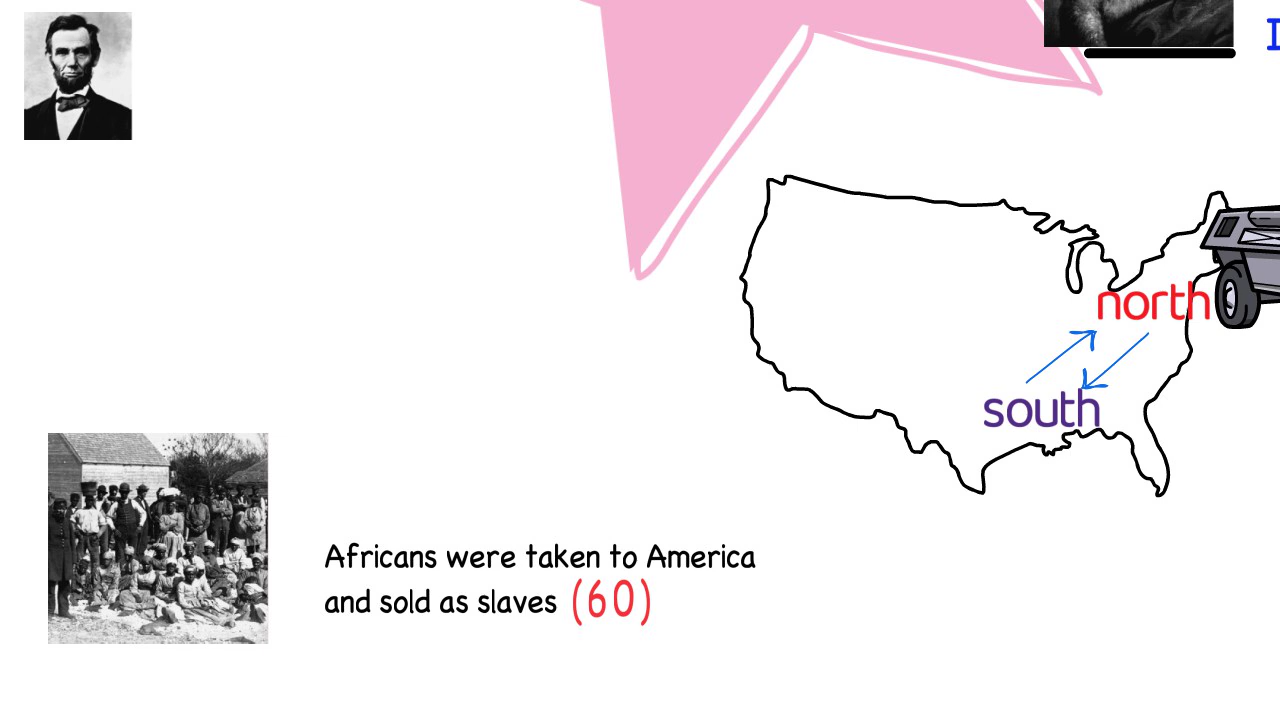 I
north
south
Africans were taken to America
and sold as slaves (60)